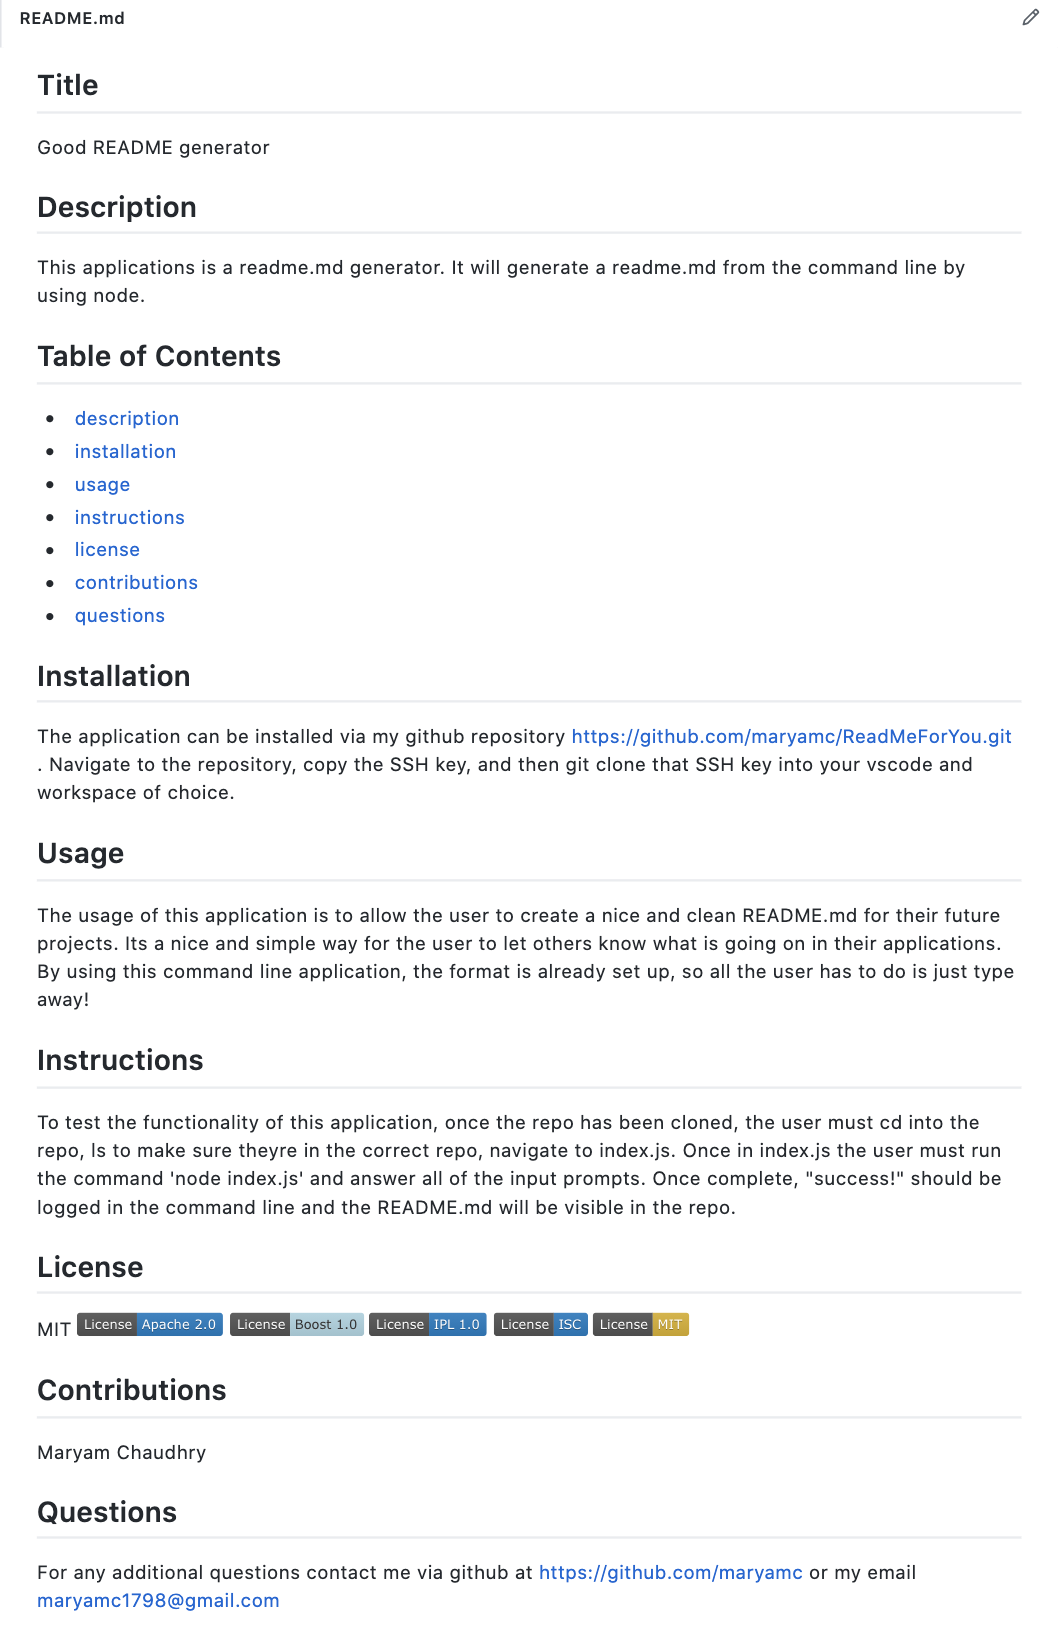 README.md
Title
Good README generator
Description
This applications is a readme.md generator. It will generate a readme.md from the command line by
using node.
Table of Contents
description
installation
usage
instructions
license
contributions
questions
Installation
The application can be installed via my github repository https://github.com/maryamc/ReadMeForYou.git
. Navigate to the repository, copy the SSH key, and then git clone that SSH key into your vscode and
workspace of choice.
Usage
The usage of this application is to allow the user to create a nice and clean README.md for their future
projects. Its a nice and simple way for the user to let others know what is going on in their applications.
By using this command line application, the format is already set up, so all the user has to do is just type
away!
Instructions
To test the functionality of this application, once the repo has been cloned, the user must cd into the
repo, ls to make sure theyre in the correct repo, navigate to index.js. Once in index.js the user must run
the command 'node index.js' and answer all of the input prompts. Once complete, "success!" should be
logged in the command line and the README.md will be visible in the repo.
License
MIT License Apache 2.0 License Boost 1.0 License IPL 1.0 License ISC License MIT
Contributions
Maryam Chaudhry
Questions
For any additional questions contact me via github at https://github.com/maryamc or my email
maryamc1798@gmail.com